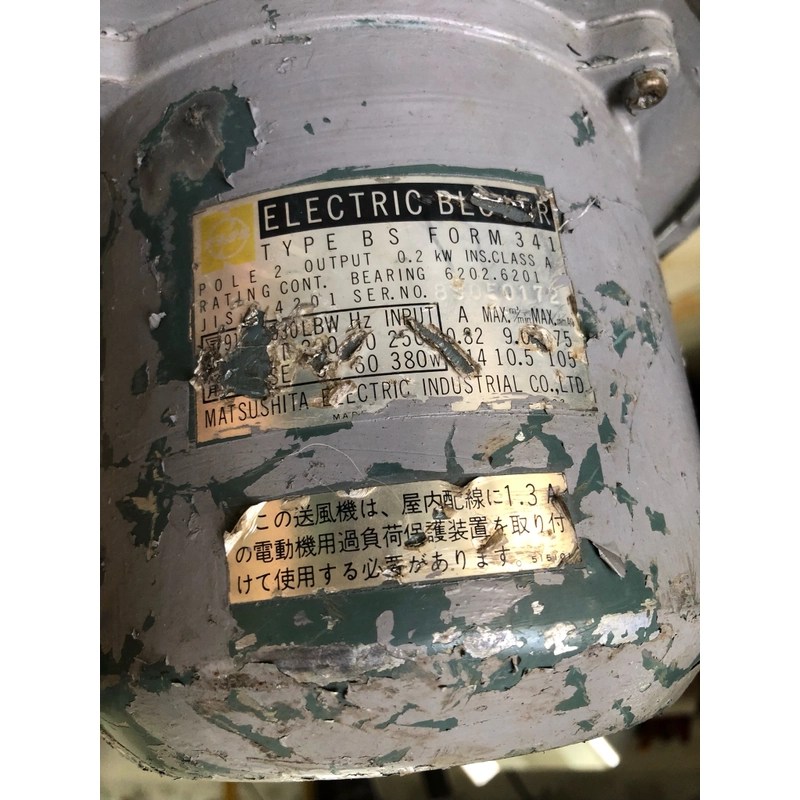 ELECTRIC
TYPE BS FORM 341
POLE 2 OUTPUT 0.2 kW INS.CLASS A
RATING CONT. BEARING 6202.6201
JIS 4201 SER.NO.
LBW Hz INPUT A MAX. MAX.
250 0.82 75
60 380W 10.5 105
MATSUSHITA ELECTRIC INDUSTRIAL CO.,LTD.
この送風機は、屋内配線に1.3A
の電動機用過負荷保護装置を取り付
けて使用する必要があります。